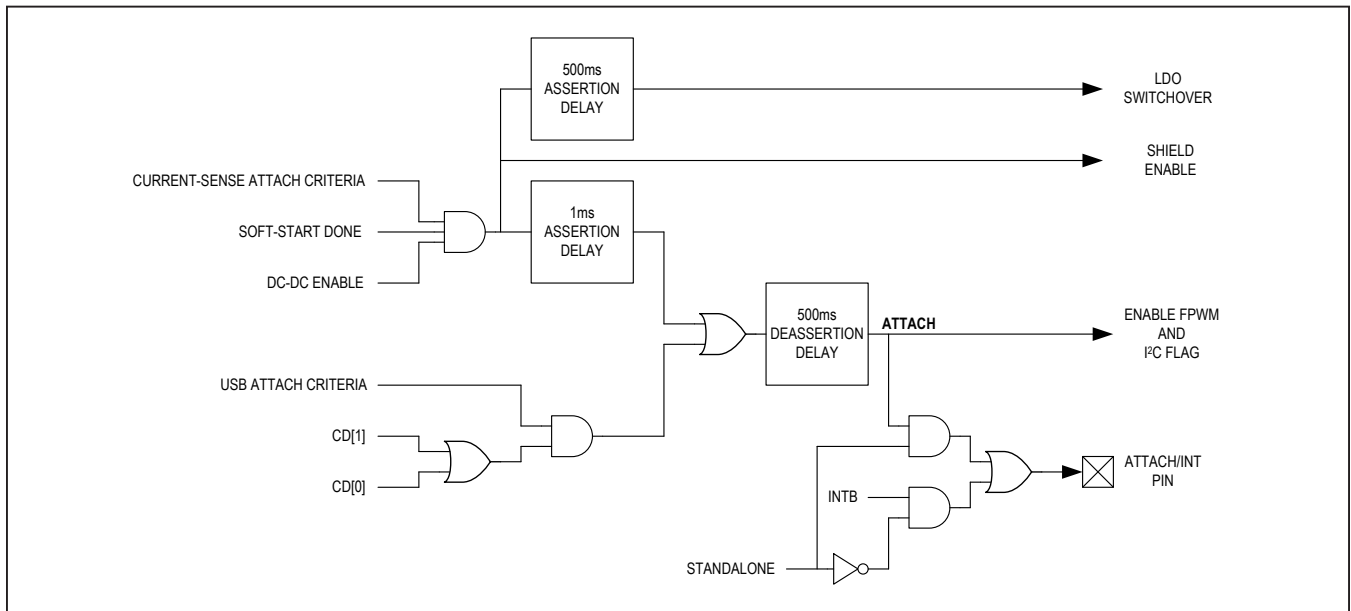 500ms
ASSERTION
DELAY
LDO
SWITCHOVER
SHIELD
ENABLE
CURRENT-SENSE ATTACH CRITERIA
SOFT-START DONE
DC-DC ENABLE
1ms
ASSERTION
DELAY
500ms
DEASSERTION
DELAY
ATTACH
ENABLE FPWM
AND
I²C FLAG
USB ATTACH CRITERIA
CD[1]
CD[0]
INTB
ATTACH/INT
PIN
STANDALONE